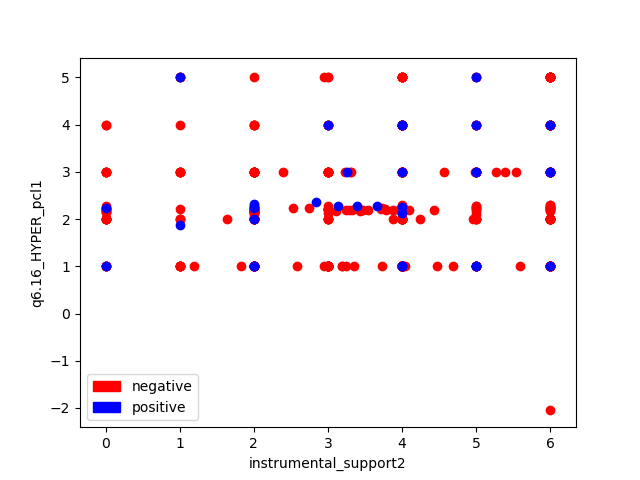 q6.16_HYPER_pcl1
5
4
3
2
1
0
−1
−2
negative
positive
0 1 2 3 4 5 6
instrumental_support2